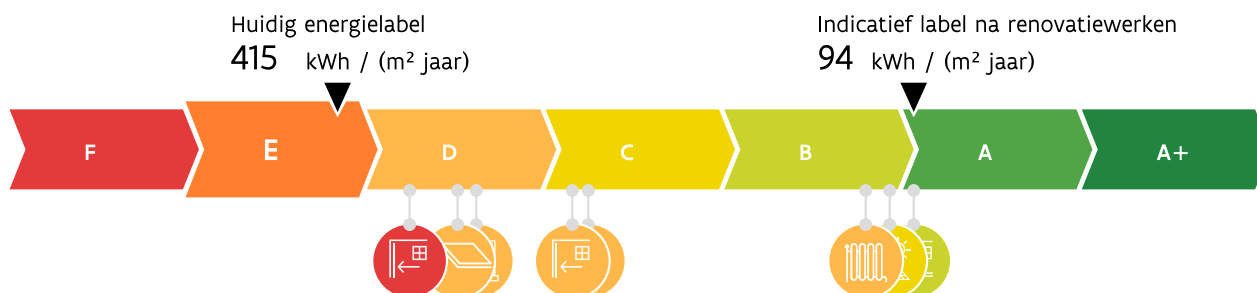 Huidig energielabel
415 kWh / (m² jaar)
Indicatief label na renovatiewerken
94 kWh / (m² jaar)
F E D C B A A+